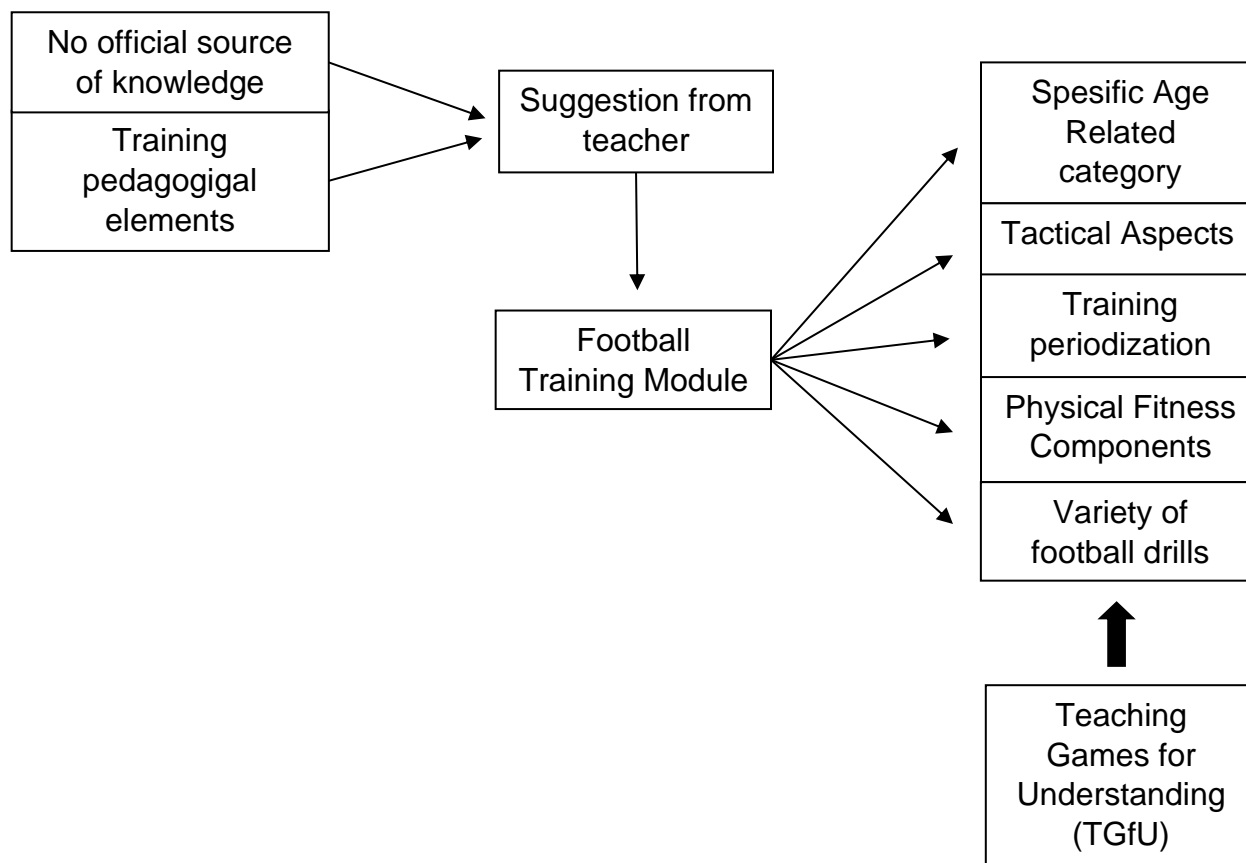 No official source
of knowledge
Training
pedagogigal
elements
Suggestion from
teacher
Football
Training Module
Spesific Age
Related
category
Tactical Aspects
Training
periodization
Physical Fitness
Components
Variety of
football drills
Teaching
Games for
Understanding
(TGfU)